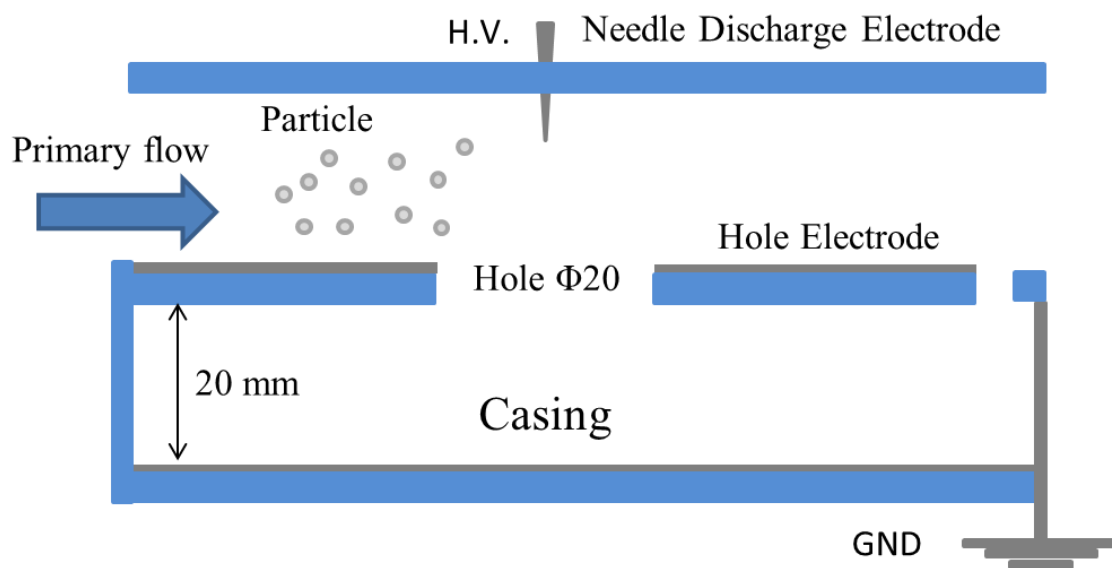 H.V.
Needle Discharge Electrode
Particle
Primary flow
Hole Electrode
Hole Φ20
20 mm
Casing
GND